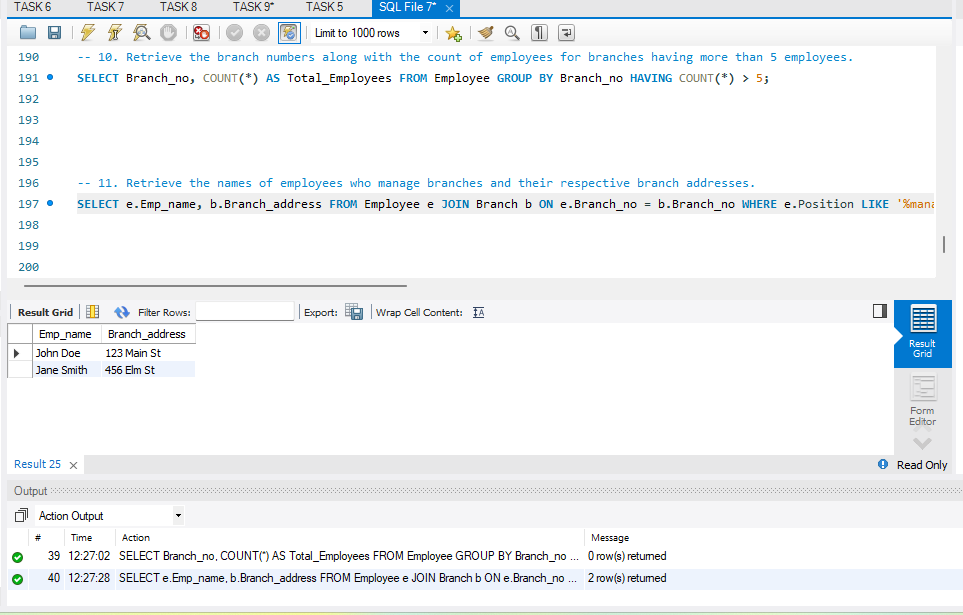 TASK 6 TASK 7 TASK 8 TASK 9* TASK 5 SQL File 7*
Limit to 1000 rows
190 -- 10. Retrieve the branch numbers along with the count of employees for branches having more than 5 employees.
191 SELECT Branch_no, COUNT(*) AS Total_Employees FROM Employee GROUP BY Branch_no HAVING COUNT(*) > 5;
192
193
194
195
196 -- 11. Retrieve the names of employees who manage branches and their respective branch addresses.
197 SELECT e.Emp_name, b.Branch_address FROM Employee e JOIN Branch b ON e.Branch_no = b.Branch_no WHERE e.Position LIKE '%mana
198
199
200
Result Grid Filter Rows: Export: Wrap Cell Content:
Emp_name Branch_address
John Doe 123 Main St
Jane Smith 456 Elm St
Result Grid
Form Editor
Result 25 Read Only
Output
Action Output
# Time Action Message
39 12:27:02 SELECT Branch_no, COUNT(*) AS Total_Employees FROM Employee GROUP BY Branch_no ... 0 row(s) returned
40 12:27:28 SELECT e.Emp_name, b.Branch_address FROM Employee e JOIN Branch b ON e.Branch_no ... 2 row(s) returned